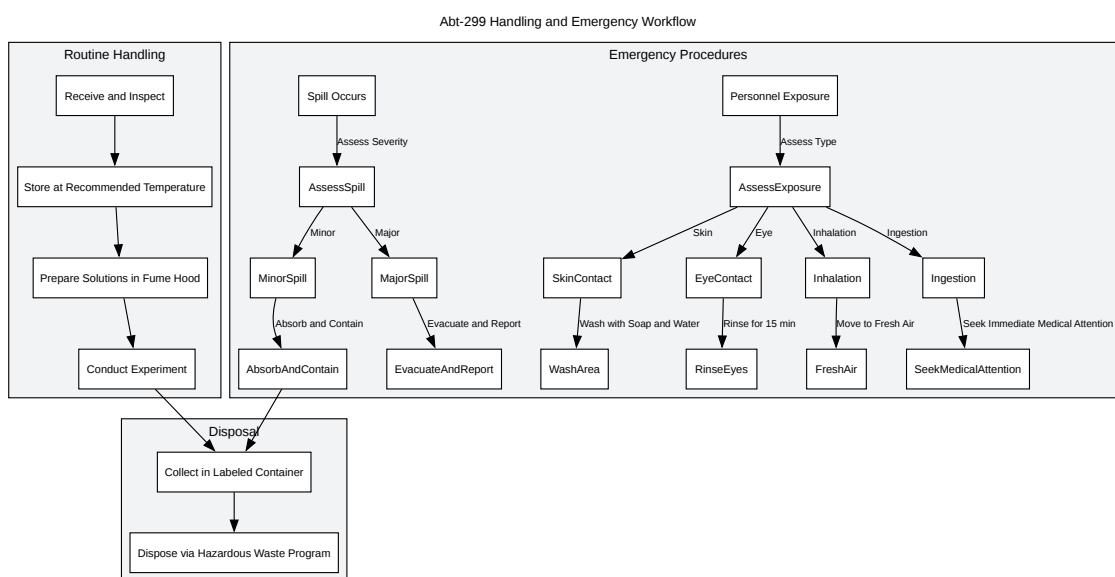 Abt-299 Handling and Emergency Workflow
Routine Handling
Receive and Inspect
Store at Recommended Temperature
Prepare Solutions in Fume Hood
Conduct Experiment
Emergency Procedures
Spill Occurs
Assess Severity
AssessSpill
Minor
Major
MinorSpill
MajorSpill
Absorb and Contain
Evacuate and Report
AbsorbAndContain
EvacuateAndReport
Personnel Exposure
Assess Type
AssessExposure
Skin
Eye
Inhalation
Ingestion
SkinContact
EyeContact
Inhalation
Ingestion
Wash with Soap and Water
Rinse for 15 min
Move to Fresh Air
Seek Immediate Medical Attention
WashArea
RinseEyes
FreshAir
SeekMedicalAttention
Disposal
Collect in Labeled Container
Dispose via Hazardous Waste Program